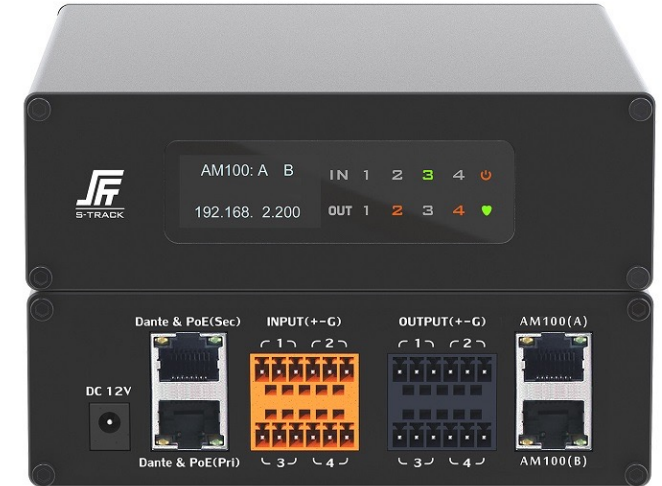 AM100: A B
192.168. 2.200
IN 1 2 3 4
OUT 1 2 3 4
S-TRACK
Dante & PoE(Sec)
INPUT(+-G)
OUTPUT(+-G)
AM100(A)
1 2
1 2
DC 12V
3 4
3 4
Dante & PoE(Pri)
AM100(B)